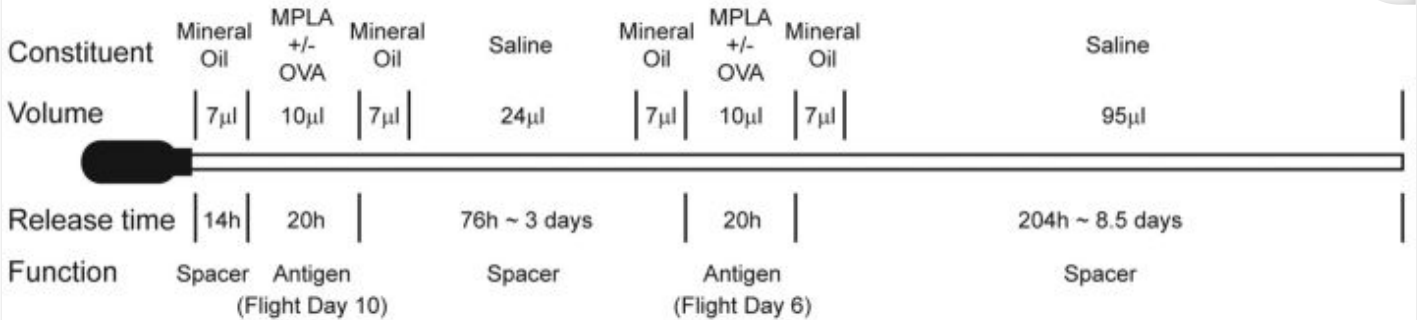 Constituent Mineral Oil MPLA +/- OVA Mineral Oil Saline Mineral Oil MPLA +/- OVA Mineral Oil Saline
Volume 7μl 10μl 7μl 24μl 7μl 10μl 7μl 95μl
Release time 14h 20h 76h ~ 3 days 20h 204h ~ 8.5 days
Function Spacer Antigen (Flight Day 10) Spacer Antigen (Flight Day 6) Spacer